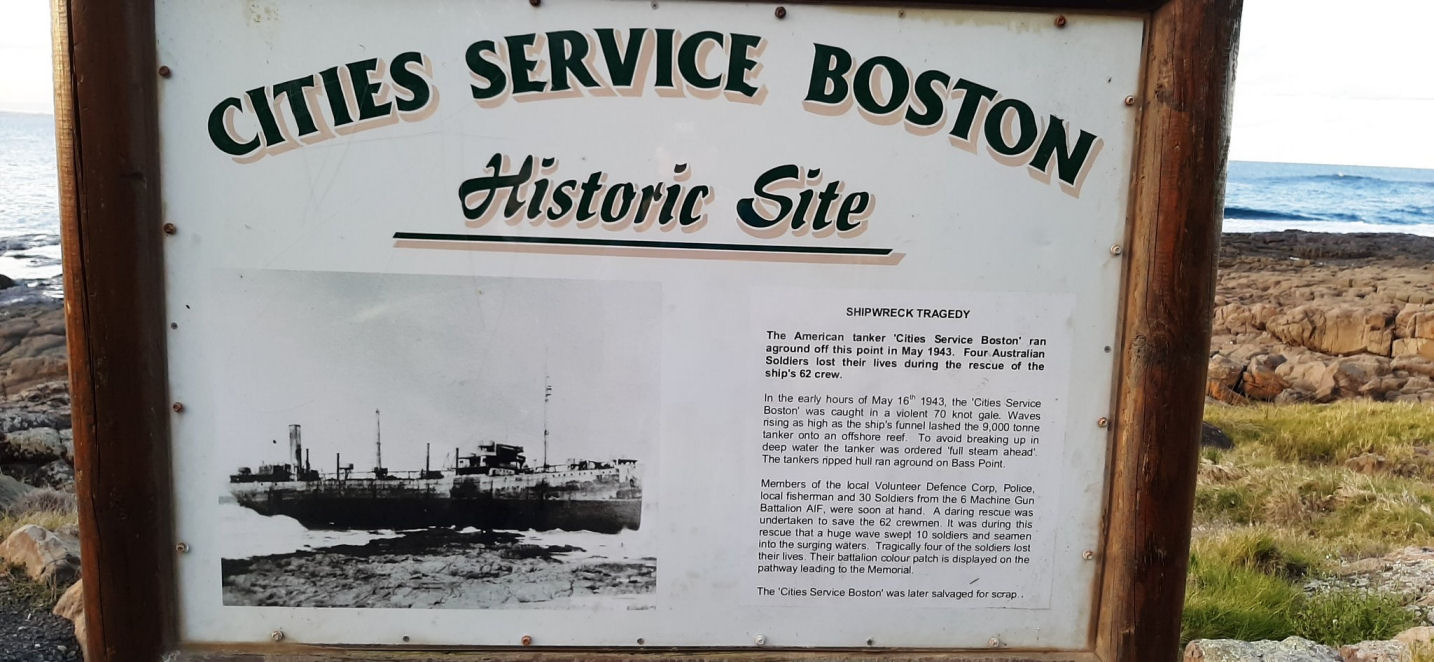 CITIES SERVICE BOSTON
Historic Site
SHIPWRECK TRAGEDY
The American tanker 'Cities Service Boston' ran
aground off this point in May 1943. Four Australian
Soldiers lost their lives during the rescue of the
ship's 62 crew.
In the early hours of May 16th 1943, the 'Cities Service
Boston' was caught in a violent 70 knot gale. Waves
rising as high as the ship's funnel lashed the 9,000 tonne
tanker onto an offshore reef. To avoid breaking up in
deep water the tanker was ordered 'full steam ahead'.
The tankers ripped hull ran aground on Bass Point.
Members of the local Volunteer Defence Corp, Police,
local fisherman and 30 Soldiers from the 6 Machine Gun
Battalion AIF, were soon at hand. A daring rescue was
undertaken to save the 62 crewmen. It was during this
rescue that a huge wave swept 10 soldiers and seamen
into the surging waters. Tragically four of the soldiers lost
their lives. Their battalion colour patch is displayed on the
pathway leading to the Memorial.
The 'Cities Service Boston' was later salvaged for scrap..